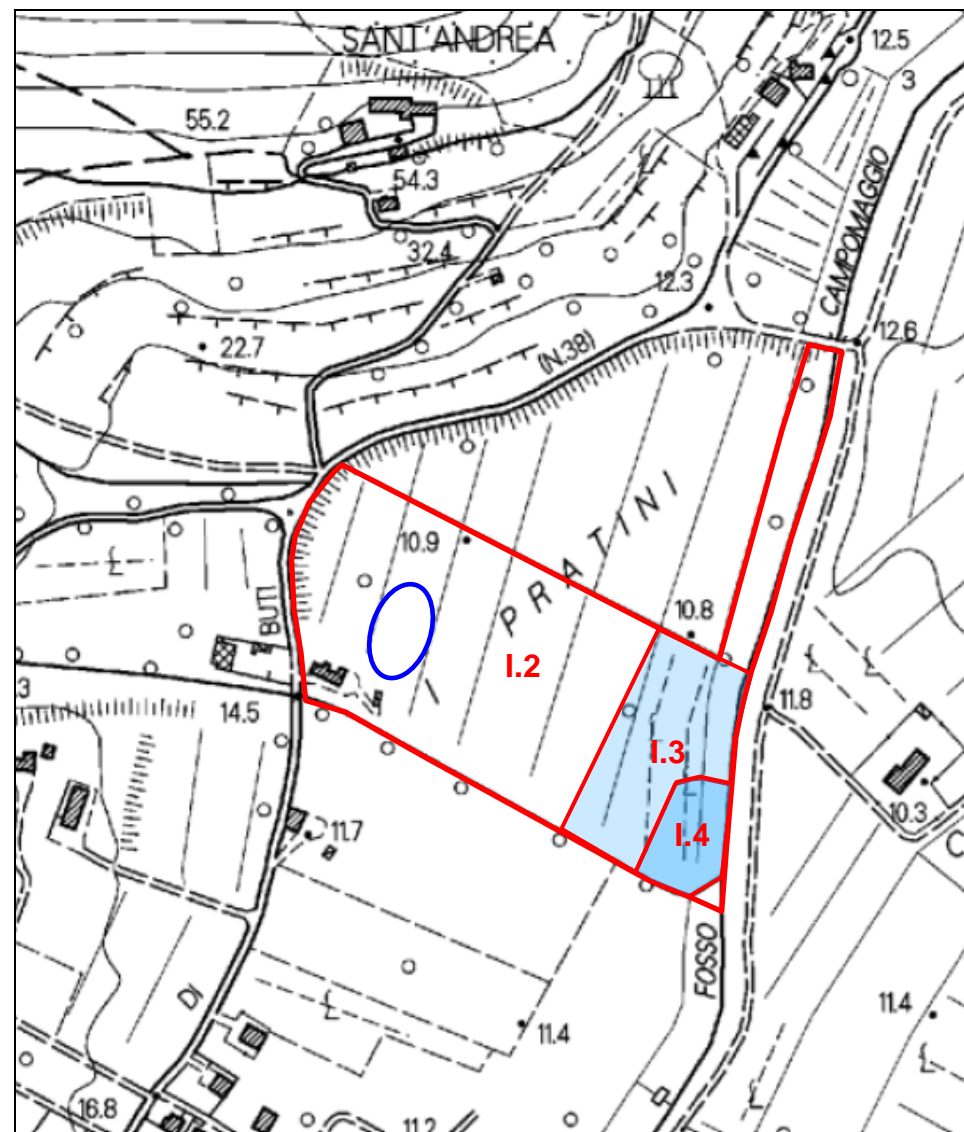 SANT'ANDREA
12.5
3
55.2
54.3
CAMPOMAGGIO
32.4
12.3
12.6
22.7
(N.38)
10.9
I PRATINI
10.8
BUTI
I.2
14.5
11.8
I.3
10.3
I.4
11.7
C
FOSSO
DI
11.4
11.4
16.8
11.2